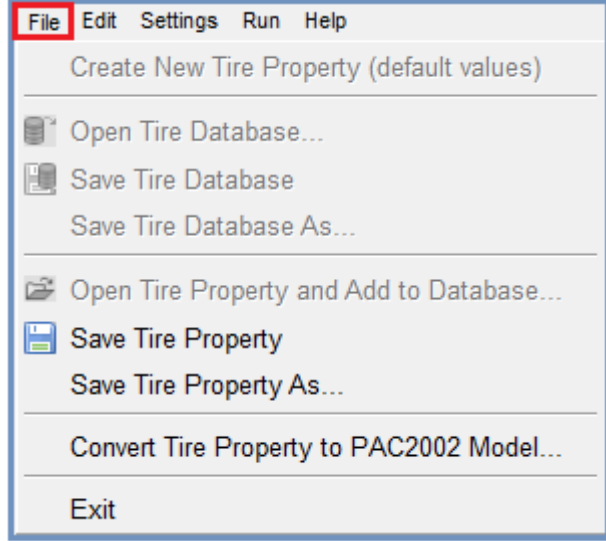 File Edit Settings Run Help
Create New Tire Property (default values)
Open Tire Database...
Save Tire Database
Save Tire Database As...
Open Tire Property and Add to Database...
Save Tire Property
Save Tire Property As...
Convert Tire Property to PAC2002 Model...
Exit